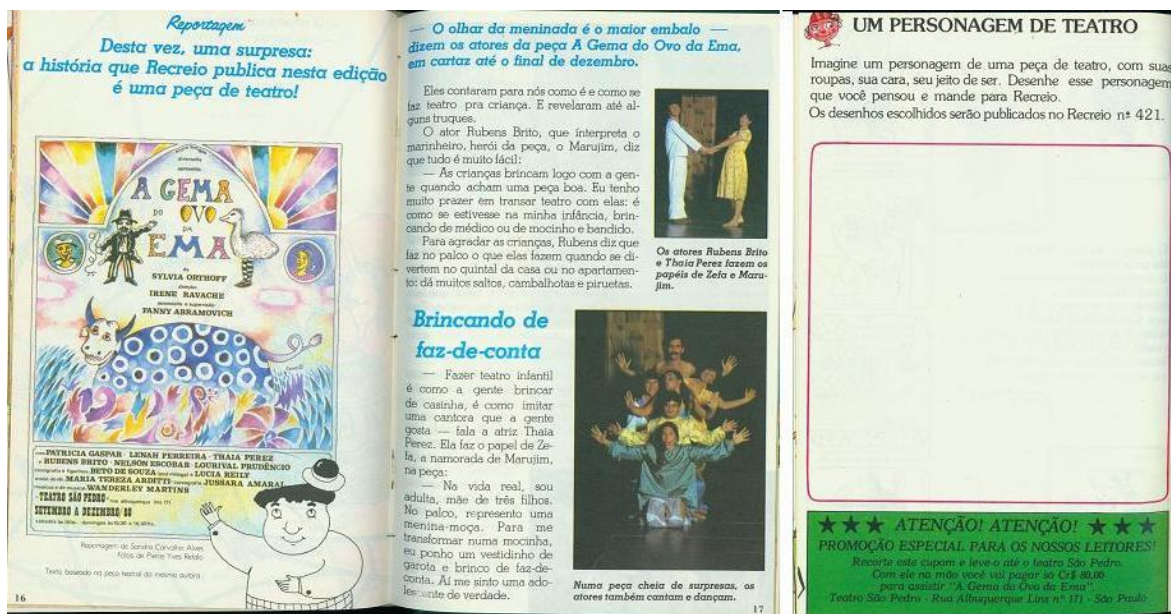 Reportagem
Desta vez, uma surpresa:
a história que Recreio publica nesta edição
é uma peça de teatro!
apresenta
A GEMA
DO OVO
DA
EMA
de
SYLVIA ORTHOFF
direção
IRENE RAVACHE
FANNY ABRAMOVICH
com PATRICIA GASPAR · LENAH FERREIRA · THAIA PEREZ
e RUBENS BRITO · NELSON ESCOBAR · LOURIVAL PRUDÊNCIO
cenografia e figurinos BETO DE SOUZA LUCIA REILY
MARIA TEREZA ARDITTI coreografia JUSSARA AMARAL
WANDERLEY MARTINS
TEATRO SÃO PEDRO rua albuquerque lins 171
SETEMBRO A DEZEMBRO/80
Reportagem de Sandra Carvalho Alves
Fotos de Pierre Yves Refalo
Texto baseado na peça teatral da mesma autora.
16
— O olhar da meninada é o maior embalo —
dizem os atores da peça A Gema do Ovo da Ema,
em cartaz até o final de dezembro.
Eles contaram para nós como é e como se
faz teatro pra criança. E revelaram até al-
guns truques.
O ator Rubens Brito, que interpreta o
marinheiro, herói da peça, o Marujim, diz
que tudo é muito fácil:
— As crianças brincam logo com a gen-
te quando acham uma peça boa. Eu tenho
muito prazer em transar teatro com elas: é
como se estivesse na minha infância, brin-
cando de médico ou de mocinho e bandido.
Para agradar as crianças, Rubens diz que
faz no palco o que elas fazem quando se di-
vertem no quintal da casa ou no apartamen-
to: dá muitos saltos, cambalhotas e piruetas.
Os atores Rubens Brito
e Thaia Perez fazem os
papéis de Zefa e Maru-
jim.
Brincando de
faz-de-conta
— Fazer teatro infantil
é como a gente brincar
de casinha, é como imitar
uma cantora que a gente
gosta — fala a atriz Thaia
Perez. Ela faz o papel de Ze-
fa, a namorada de Marujim,
na peça:
— Na vida real, sou
adulta, mãe de três filhos.
No palco, represento uma
menina-moça. Para me
transformar numa mocinha,
eu ponho um vestidinho de
garota e brinco de faz-de-
conta. Aí me sinto uma ado-
lescente de verdade.
Numa peça cheia de surpresas, os
atores também cantam e dançam.
17
UM PERSONAGEM DE TEATRO
Imagine um personagem de uma peça de teatro, com suas
roupas, sua cara, seu jeito de ser. Desenhe esse personagem
que você pensou e mande para Recreio.
Os desenhos escolhidos serão publicados no Recreio nº 421.
★★★ ATENÇÃO! ATENÇÃO! ★★★
PROMOÇÃO ESPECIAL PARA OS NOSSOS LEITORES!
Recorte este cupom e leve-o até o teatro São Pedro.
Com ele na mão você vai pagar só Cr$ 80,00
para assistir "A Gema do Ovo da Ema"
Teatro São Pedro - Rua Albuquerque Lins nº 171 - São Paulo